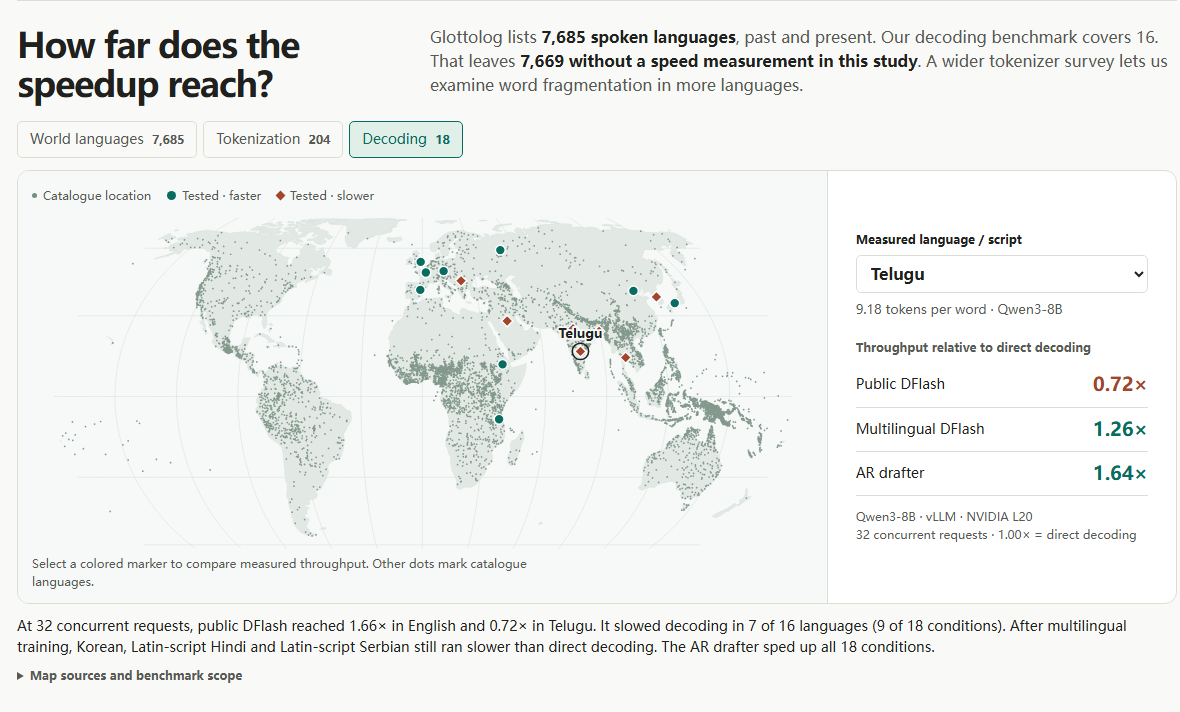 How far does the
speedup reach?
Glottolog lists 7,685 spoken languages, past and present. Our decoding benchmark covers 16.
That leaves 7,669 without a speed measurement in this study. A wider tokenizer survey lets us
examine word fragmentation in more languages.
World languages 7,685
Tokenization 204
Decoding 18
Catalogue location
Tested · faster
Tested · slower
Telugu
Select a colored marker to compare measured throughput. Other dots mark catalogue
languages.
Measured language / script
Telugu
9.18 tokens per word · Qwen3-8B
Throughput relative to direct decoding
Public DFlash 0.72×
Multilingual DFlash 1.26×
AR drafter 1.64×
Qwen3-8B · vLLM · NVIDIA L20
32 concurrent requests · 1.00× = direct decoding
At 32 concurrent requests, public DFlash reached 1.66× in English and 0.72× in Telugu. It slowed decoding in 7 of 16 languages (9 of 18 conditions). After multilingual
training, Korean, Latin-script Hindi and Latin-script Serbian still ran slower than direct decoding. The AR drafter sped up all 18 conditions.
Map sources and benchmark scope